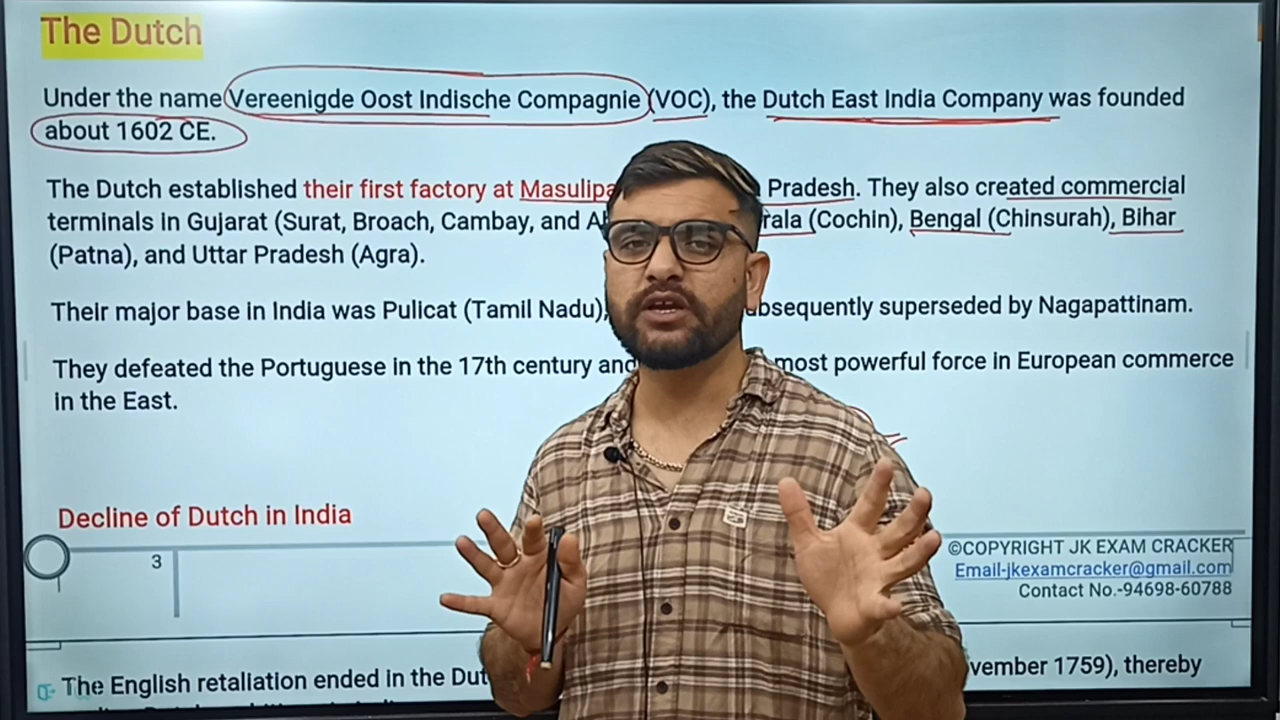 The Dutch
Under the name Vereenigde Oost Indische Compagnie (VOC), the Dutch East India Company was founded
about 1602 CE.
The Dutch established their first factory at Masulipa Pradesh. They also created commercial
terminals in Gujarat (Surat, Broach, Cambay, and A rala (Cochin), Bengal (Chinsurah), Bihar
(Patna), and Uttar Pradesh (Agra).
Their major base in India was Pulicat (Tamil Nadu), ubsequently superseded by Nagapattinam.
They defeated the Portuguese in the 17th century and most powerful force in European commerce
in the East.
Decline of Dutch in India
3
©COPYRIGHT JK EXAM CRACKER
Email-jkexamcracker@gmail.com
Contact No.-94698-60788
The English retaliation ended in the Dut vember 1759), thereby